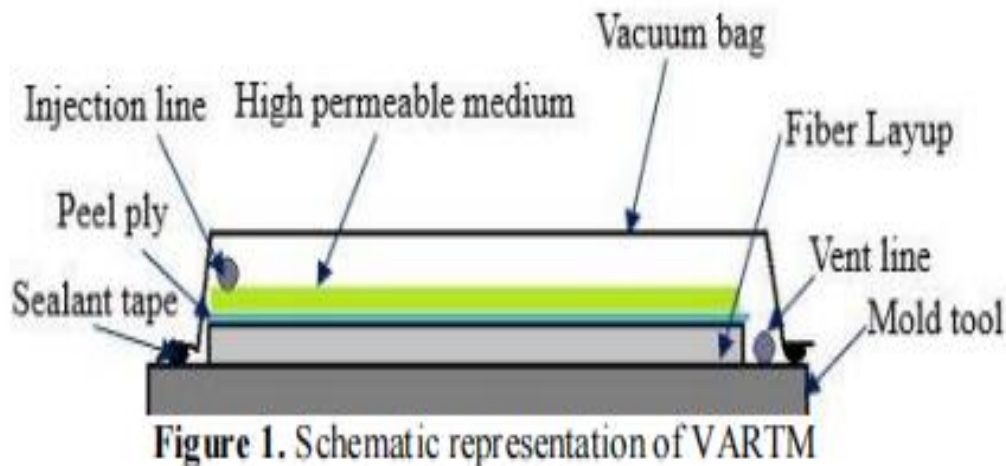 Vacuum bag
Injection line
High permeable medium
Fiber Layup
Peel ply
Vent line
Sealant tape
Mold tool
Figure 1. Schematic representation of VARTM